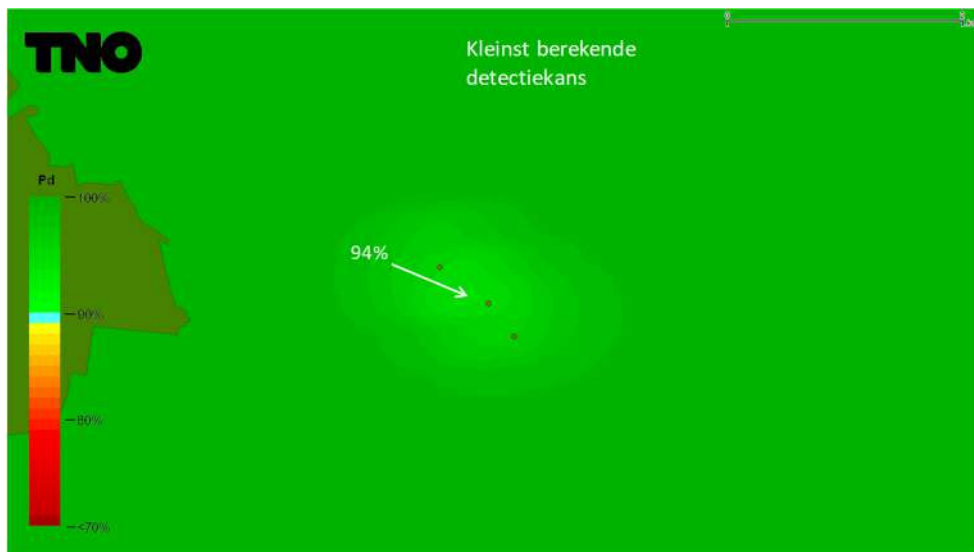 TNO
Kleinst berekende
detectiekans
Pd
100%
94%
90%
80%
<70%